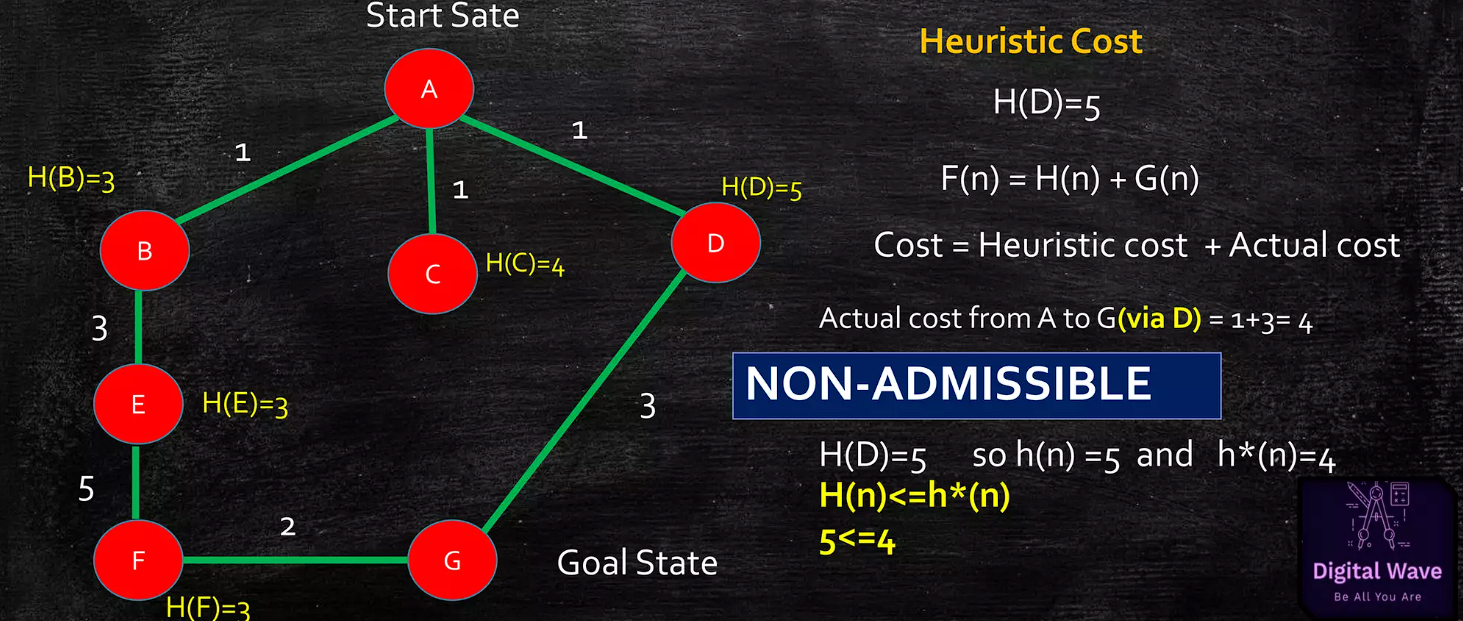 Start Sate
A
1
1
1
H(B)=3
H(D)=5
B
C
H(C)=4
D
3
E
H(E)=3
3
5
2
F
G
Goal State
H(F)=3
Heuristic Cost
H(D)=5
F(n) = H(n) + G(n)
Cost = Heuristic cost + Actual cost
Actual cost from A to G(via D) = 1+3= 4
NON-ADMISSIBLE
H(D)=5 so h(n) =5 and h*(n)=4
H(n)<=h*(n)
5<=4
Digital Wave
Be All You Are